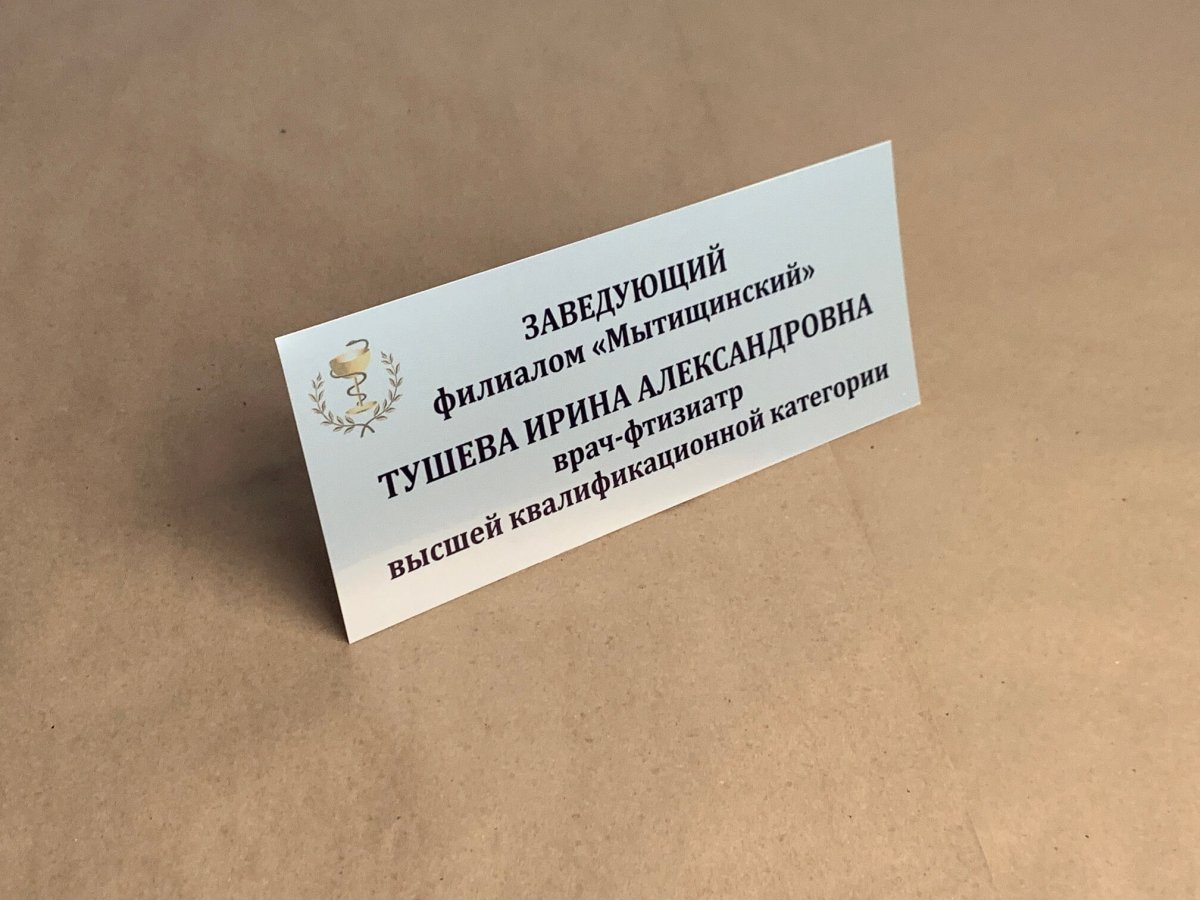 ЗАВЕДУЮЩИЙ
филиалом «Мытищинский»
ТУШЕВА ИРИНА АЛЕКСАНДРОВНА
врач-фтизиатр
высшей квалификационной категории